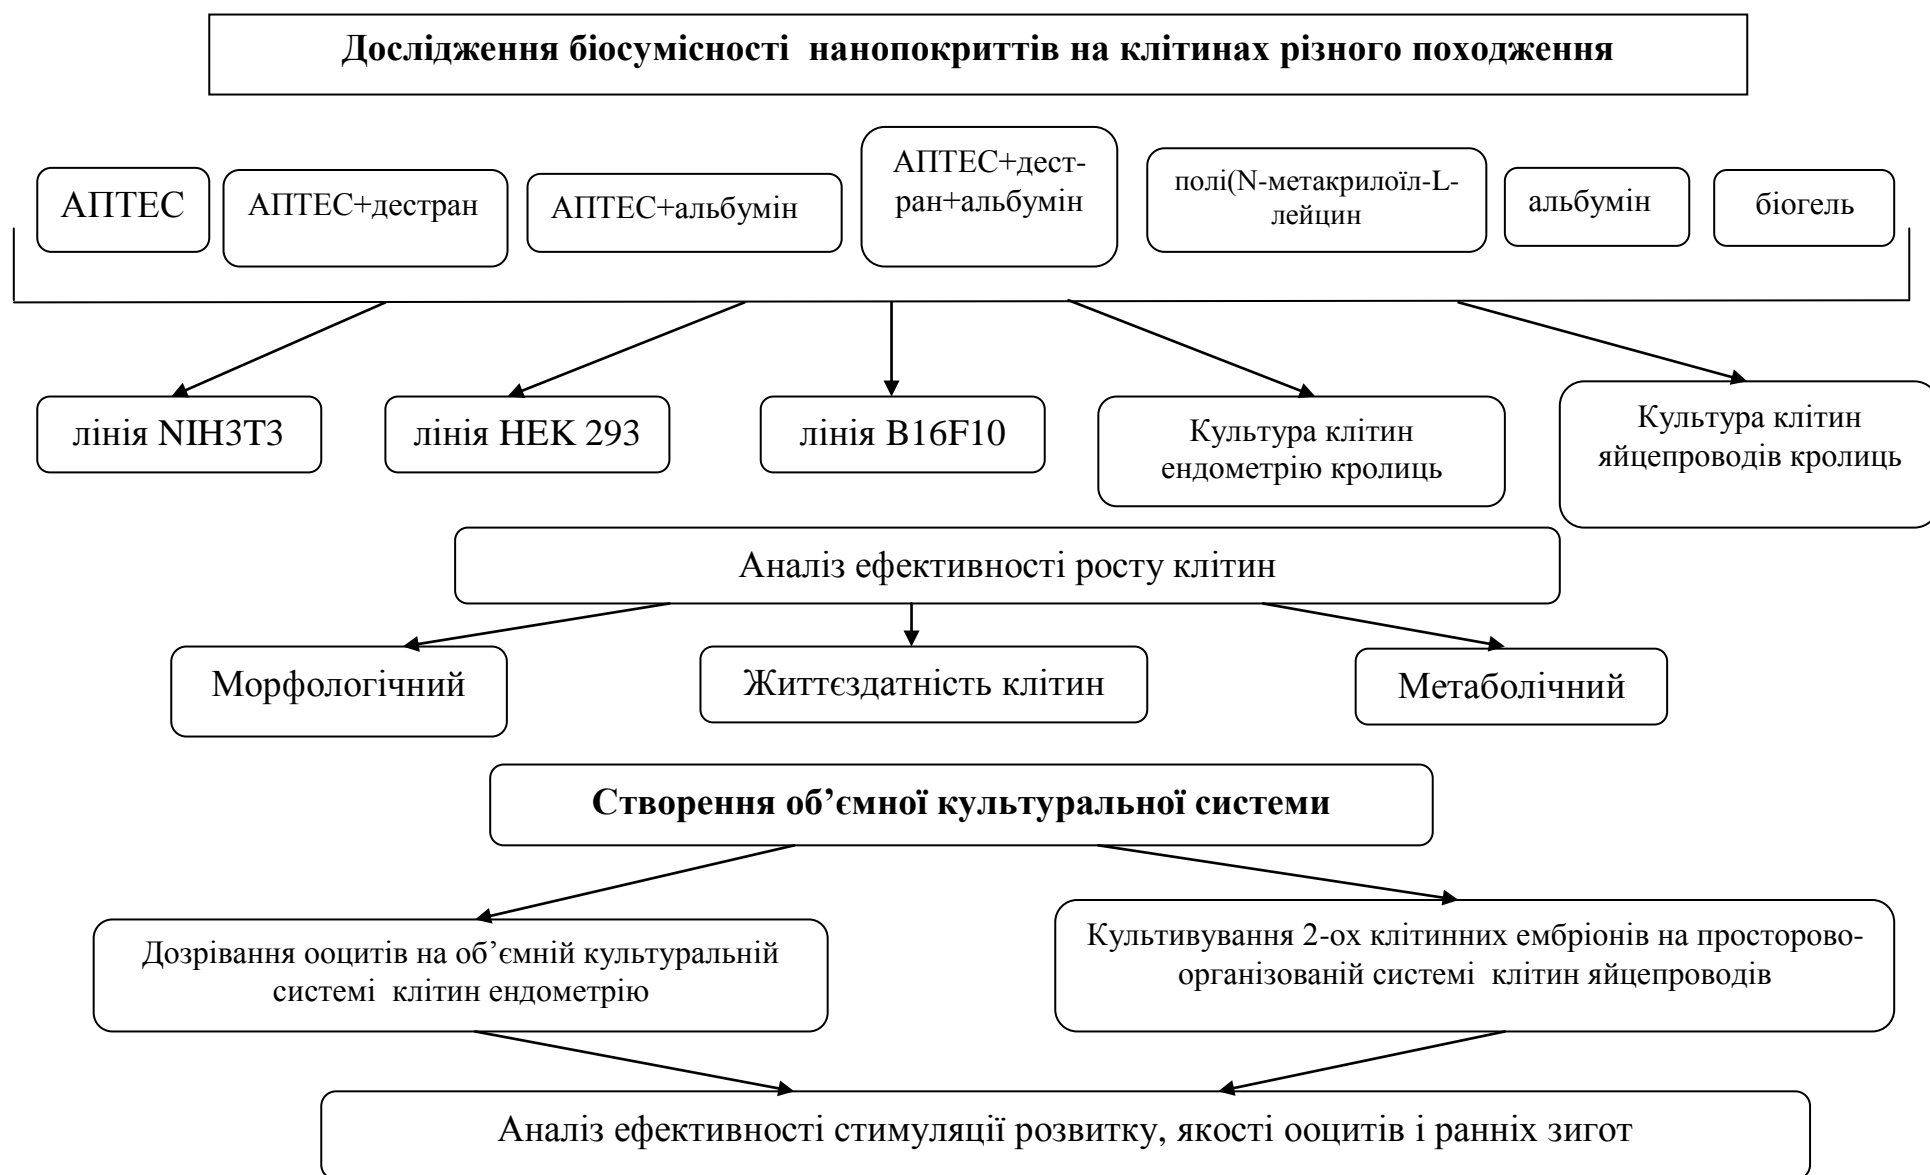 Дослідження біосумісності нанопокриттів на клітинах різного походження
АПТЕС
АПТЕС+дестран
АПТЕС+альбумін
АПТЕС+дест-
ран+альбумін
полі(N-метакрилоїл-L-
лейцин
альбумін
біогель
лінія NIH3T3
лінія HEK 293
лінія B16F10
Культура клітин
ендометрію кролиць
Культура клітин
яйцепроводів кролиць
Аналіз ефективності росту клітин
Морфологічний
Життєздатність клітин
Метаболічний
Створення об’ємної культуральної системи
Дозрівання ооцитів на об’ємній культуральній
системі клітин ендометрію
Культивування 2-ох клітинних ембріонів на просторово-
організованій системі клітин яйцепроводів
Аналіз ефективності стимуляції розвитку, якості ооцитів і ранніх зигот